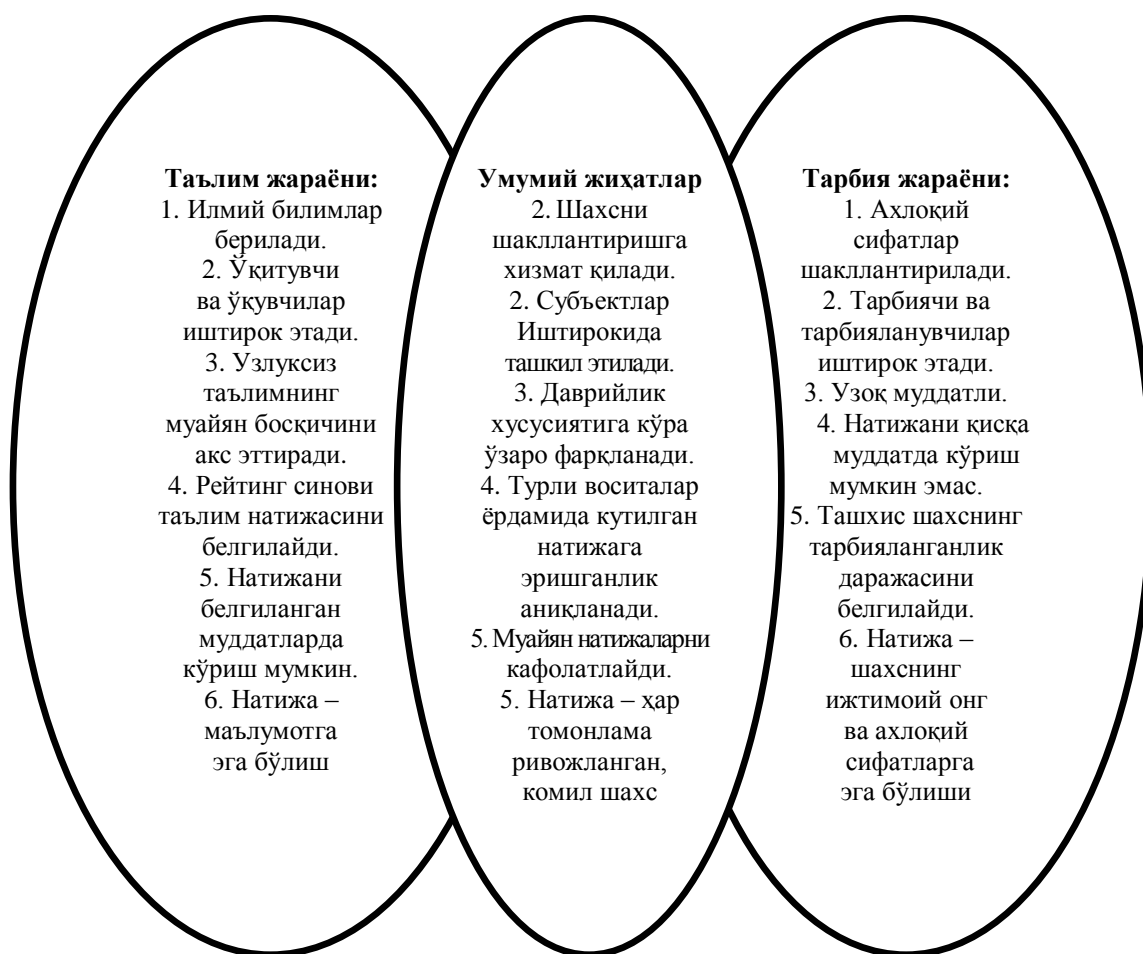 Таълим жараёни:
1. Илмий билимлар
берилади.
2. Ўқитувчи
ва ўқувчилар
иштирок этади.
3. Узлуксиз
таълимнинг
муайян босқичини
акс эттиради.
4. Рейтинг синови
таълим натижасини
белгилайди.
5. Натижани
белгиланган
муддатларда
кўриш мумкин.
6. Натижа –
маълумотга
эга бўлиш
Умумий жиҳатлар
2. Шахсни
шакллантиришга
хизмат қилади.
2. Субъектлар
Иштирокида
ташкил этилади.
3. Даврийлик
хусусиятига кўра
ўзаро фарқланади.
4. Турли воситалар
ёрдамида кутилган
натижага
эришганлик
аниқланади.
5. Муайян натижаларни
кафолатлайди.
5. Натижа – ҳар
томонлама
ривожланган,
комил шахс
Тарбия жараёни:
1. Ахлоқий
сифатлар
шакллантирилади.
2. Тарбиячи ва
тарбияланувчилар
иштирок этади.
3. Узоқ муддатли.
4. Натижани қисқа
муддатда кўриш
мумкин эмас.
5. Ташхис шахснинг
тарбияланганлик
даражасини
белгилайди.
6. Натижа –
шахснинг
ижтимоий онг
ва ахлоқий
сифатларга
эга бўлиши